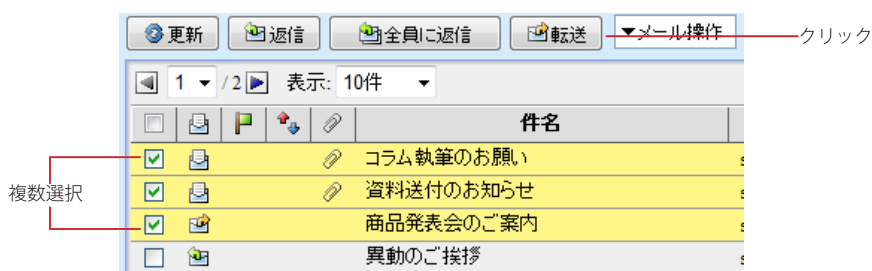 更新 返信 全員に返信 転送 ▼メール操作 クリック
1 / 2 表示: 10件
件名
コラム執筆のお願い
資料送付のお知らせ
複数選択
商品発表会のご案内
異動のご挨拶